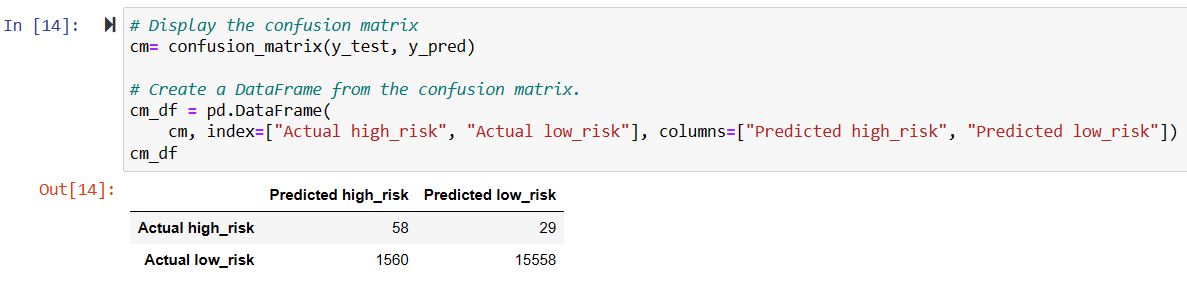 In [14]:
# Display the confusion matrix
cm= confusion_matrix(y_test, y_pred)
# Create a DataFrame from the confusion matrix.
cm_df = pd.DataFrame(
cm, index=["Actual high_risk", "Actual low_risk"], columns=["Predicted high_risk", "Predicted low_risk"])
cm_df
Out[14]:
Predicted high_risk Predicted low_risk
Actual high_risk 58 29
Actual low_risk 1560 15558